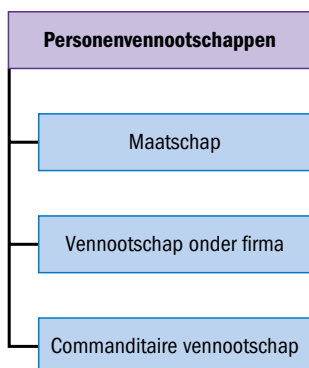 Personenvennootschappen
Maatschap
Vennootschap onder firma
Commanditaire vennootschap